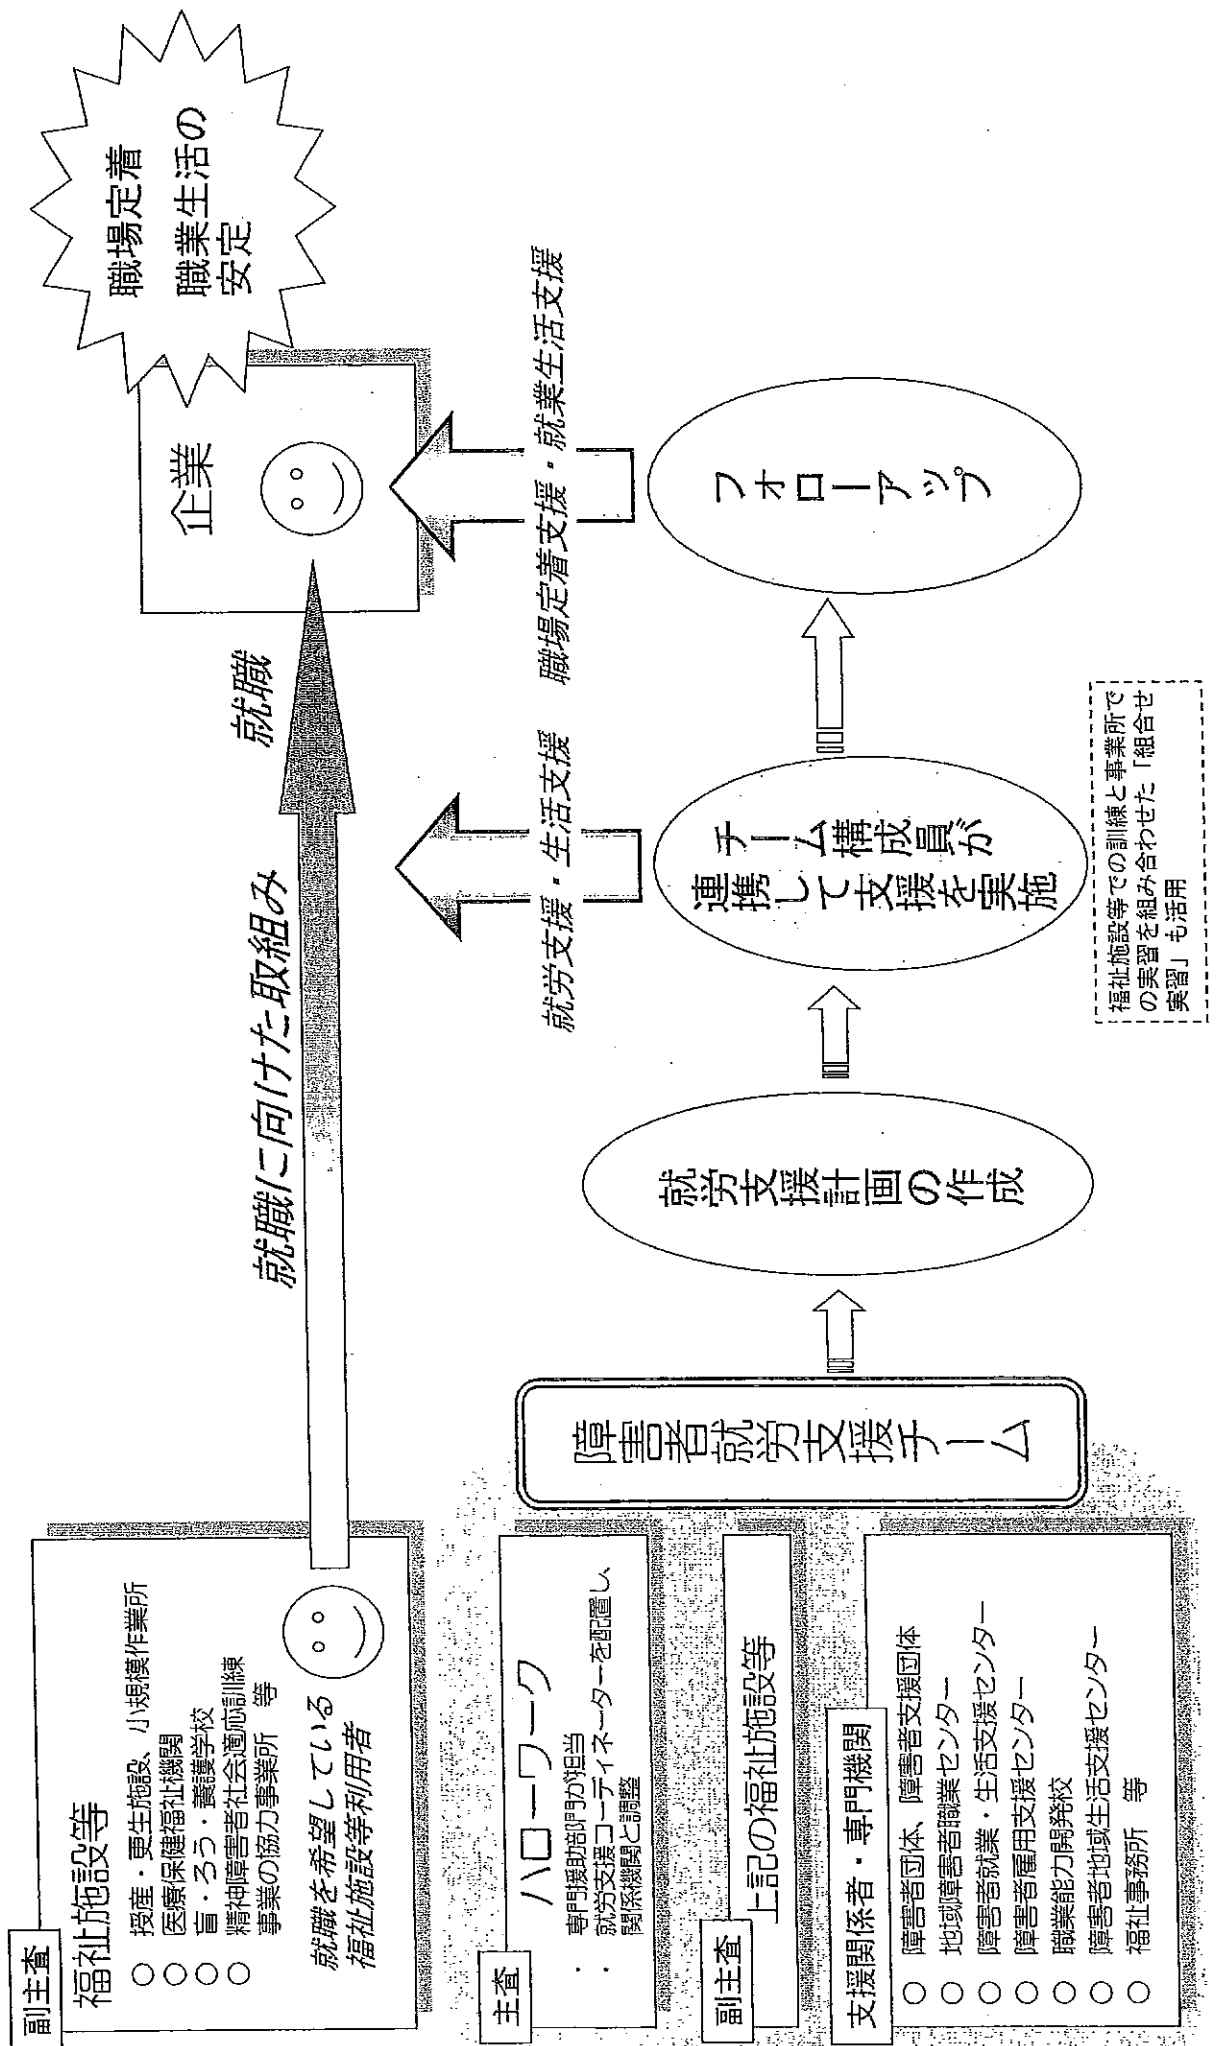 副主査
福祉施設等
○ 授産・更生施設、小規模作業所
○ 医療保健福祉機関
○ 盲・ろう・養護学校
○ 精神障害者社会適応訓練
事業の協力事業所 等
就職を希望している
福祉施設等利用者
就職に向けた取組み
就職
企業
職場定着
職業生活の
安定
就労支援・生活支援
職場定着支援・就業生活支援
主査
ハローワーク
： 専門援助部門が担当
・ 就労支援コーディネーターを配置し、
関係機関と調整
副主査
上記の福祉施設等
支援関係者・専門機関
○ 障害者団体、障害者支援団体
○ 地域障害者職業センター
○ 障害者就業・生活支援センター
○ 障害者雇用支援センター
○ 職業能力開発校
○ 障害者地域生活支援センター
○ 福祉事務所 等
障害者就労支援チーム
就労支援計画の作成
チーム構成員が
連携して支援を実施
フォローアップ
福祉施設等での訓練と事業所で
の実習を組み合わせた「組合せ
実習」も活用